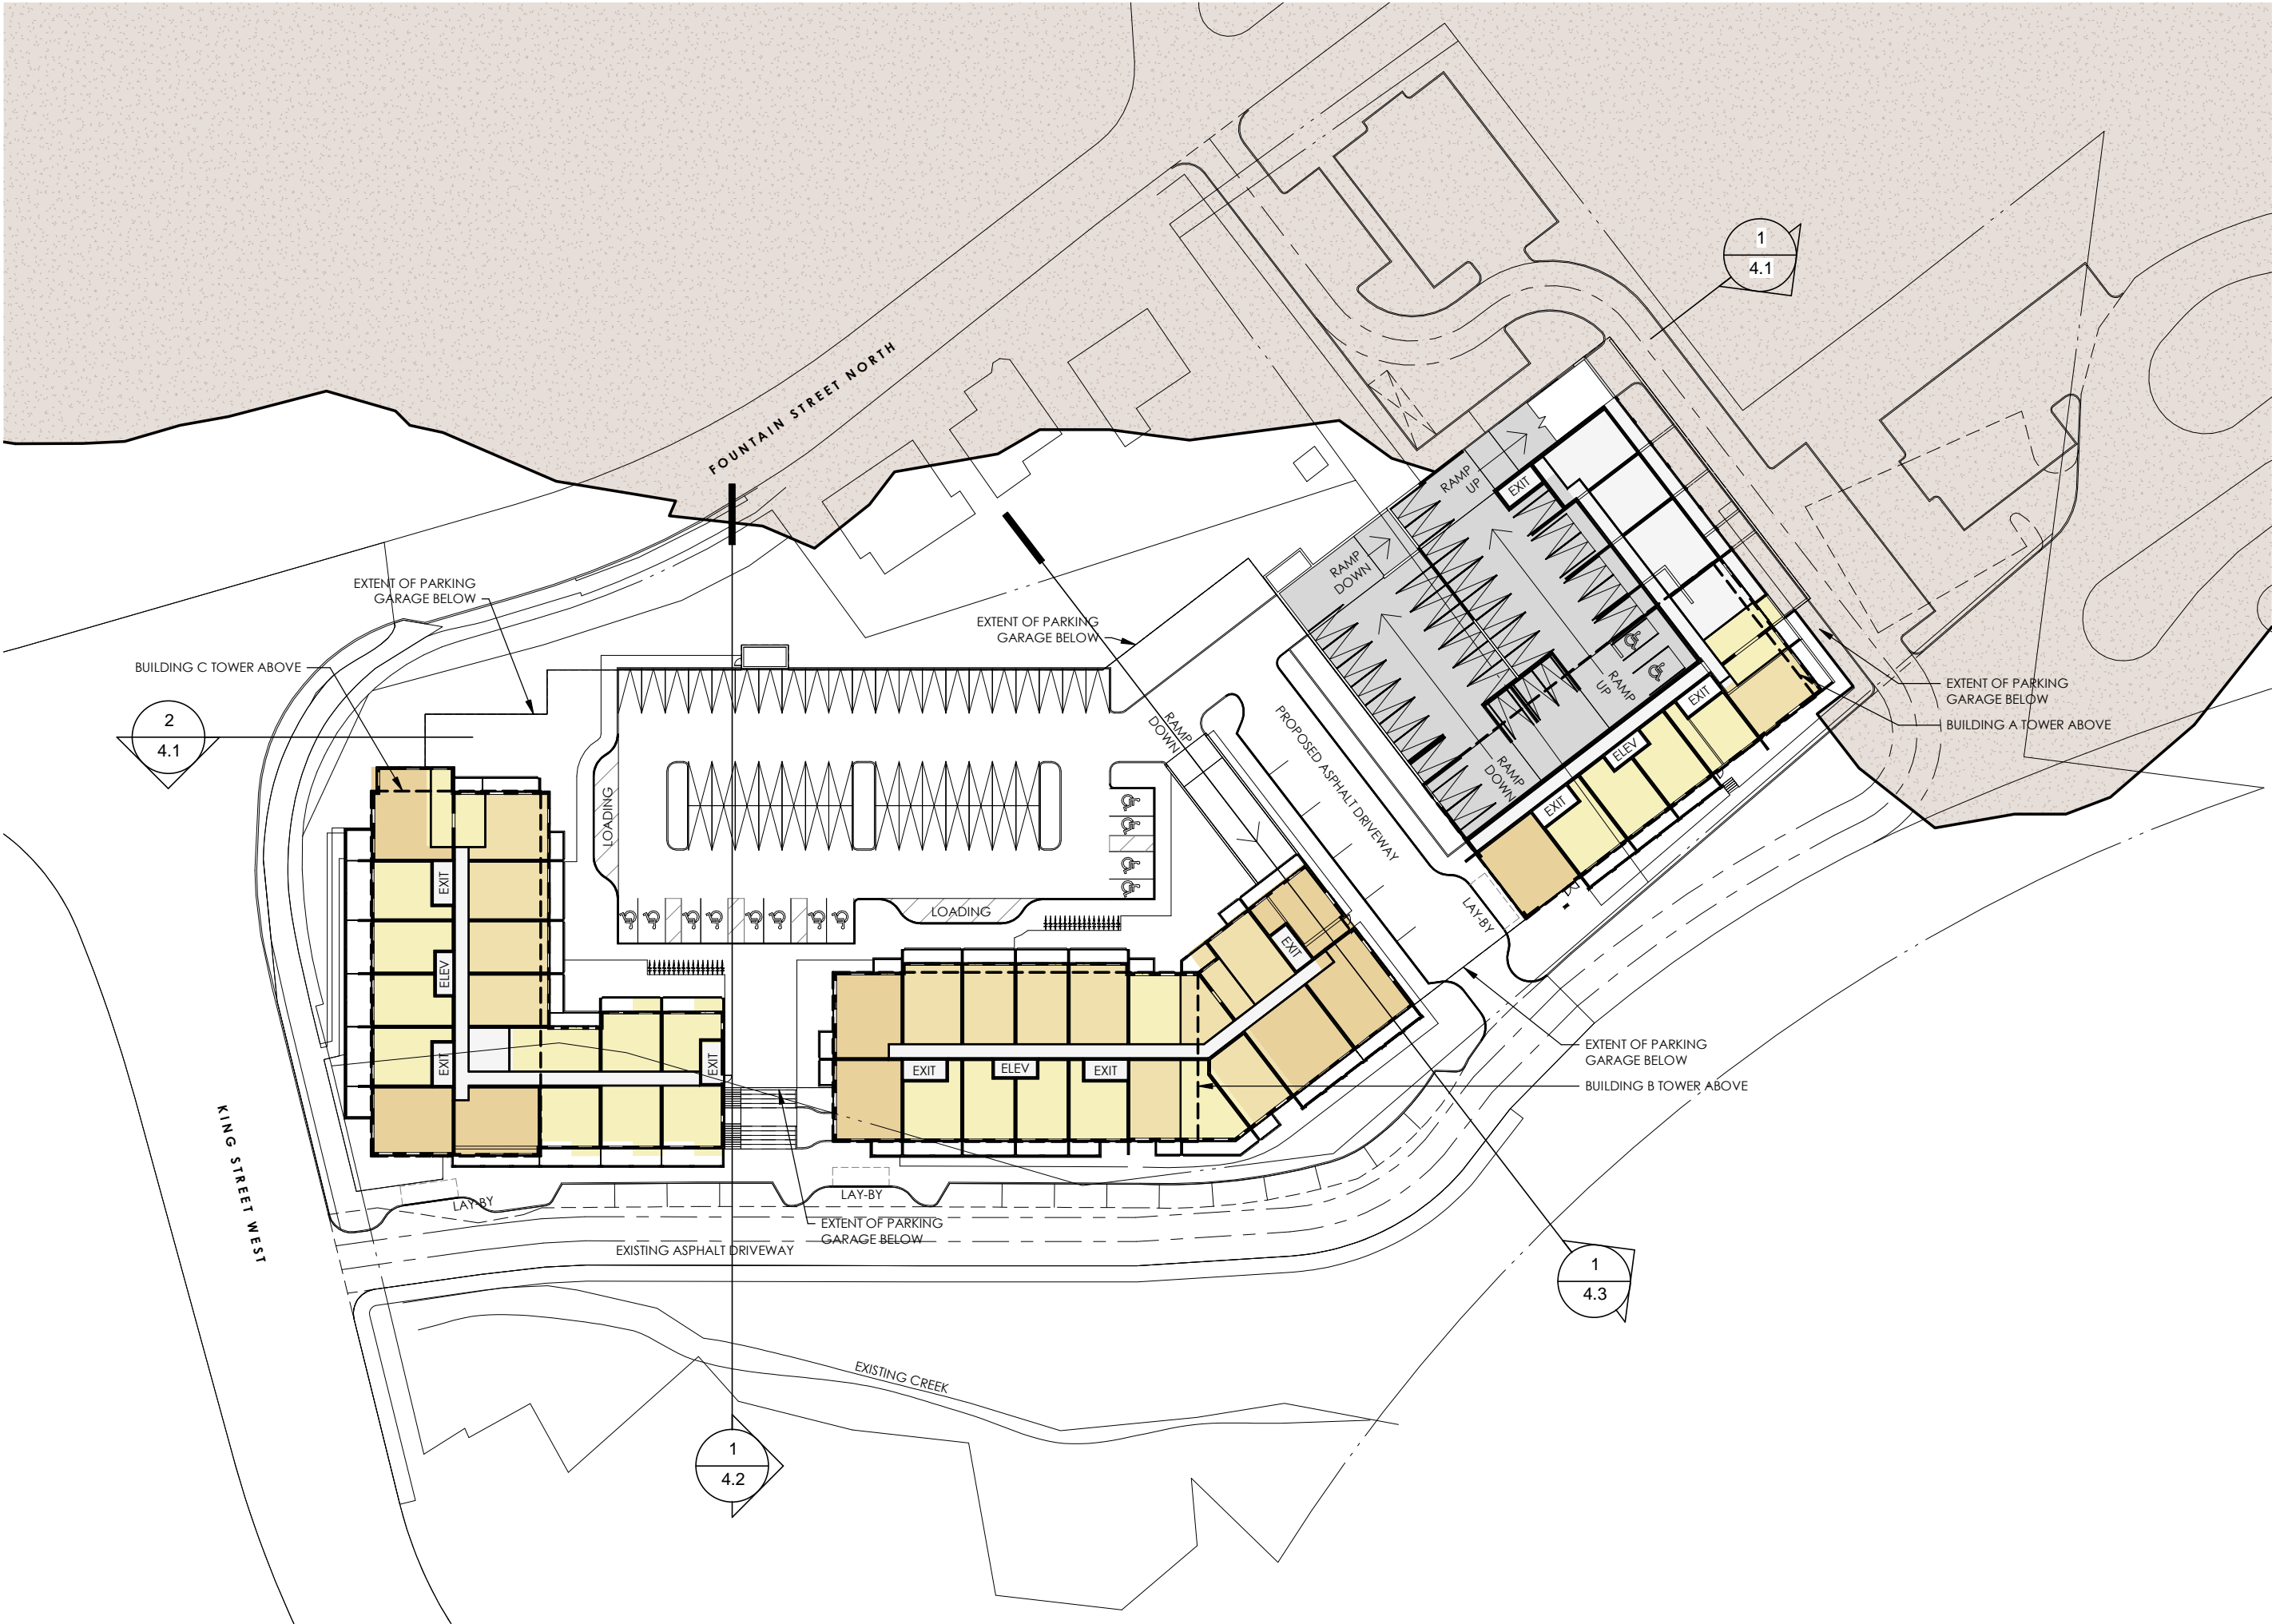 1
4.1
FOUNTAIN STREET NORTH
RAMP
UP
EXIT
RAMP
DOWN
EXTENT OF PARKING
GARAGE BELOW
EXTENT OF PARKING
GARAGE BELOW
BUILDING C TOWER ABOVE
2
4.1
RAMP
DOWN
PROPOSED ASPHALT DRIVEWAY
RAMP
UP
EXIT
EXTENT OF PARKING
GARAGE BELOW
BUILDING A TOWER ABOVE
ELEV
RAMP
DOWN
EXIT
LOADING
LOADING
LAY-BY
EXIT
ELEV
EXIT
EXIT
EXIT
EXIT
ELEV
EXIT
EXTENT OF PARKING
GARAGE BELOW
BUILDING B TOWER ABOVE
KING STREET WEST
LAY-BY
LAY-BY
EXTENT OF PARKING
GARAGE BELOW
EXISTING ASPHALT DRIVEWAY
1
4.3
EXISTING CREEK
1
4.2